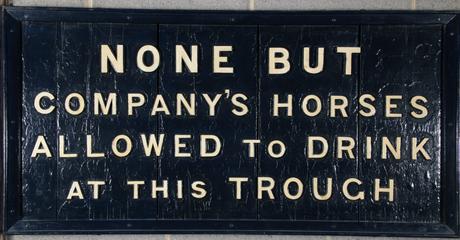 NONE BUT
COMPANY'S HORSES
ALLOWED TO DRINK
AT THIS TROUGH